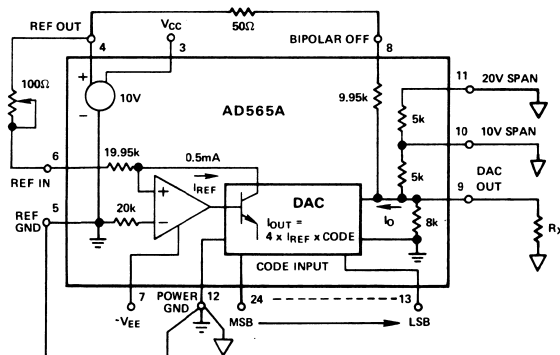 REF OUT
4
VCC
3
50Ω
BIPOLAR OFF
8
100Ω
+
10V
-
AD565A
9.95k
11
20V SPAN
5k
10
10V SPAN
5k
6
REF IN
19.95k
0.5mA
IREF
+
-
DAC
IOUT =
4 x IREF x CODE
9
DAC
OUT
IO
8k
RX
5
REF
GND
20k
CODE INPUT
7
-VEE
POWER
GND
12
24
13
MSB
LSB